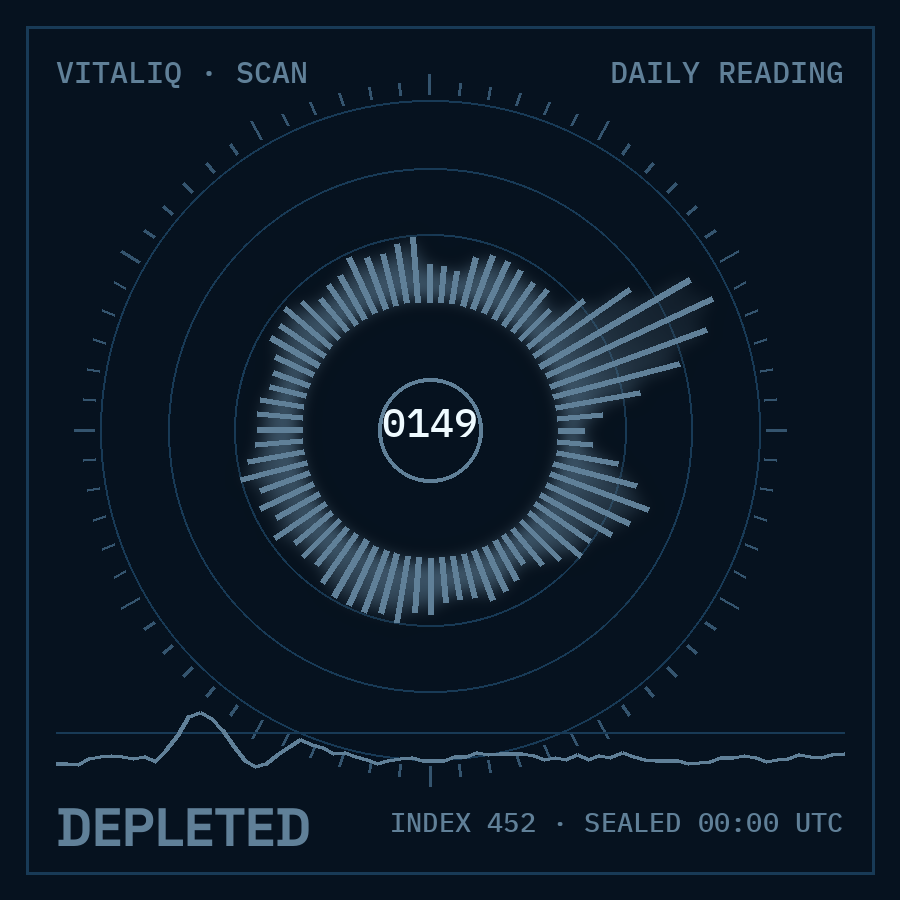 VITALIQ · SCAN
DAILY READING
0149
DEPLETED
INDEX 452 · SEALED 00:00 UTC